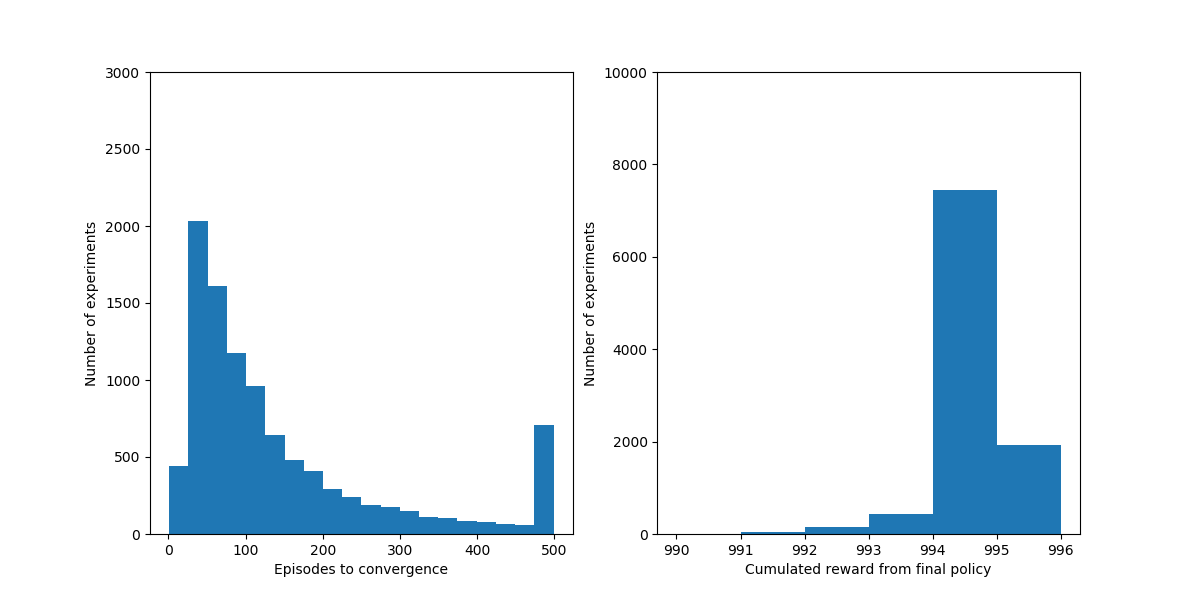 3000
2500
2000
1500
1000
500
0
Number of experiments
0 100 200 300 400 500
Episodes to convergence
10000
8000
6000
4000
2000
0
Number of experiments
990 991 992 993 994 995 996
Cumulated reward from final policy